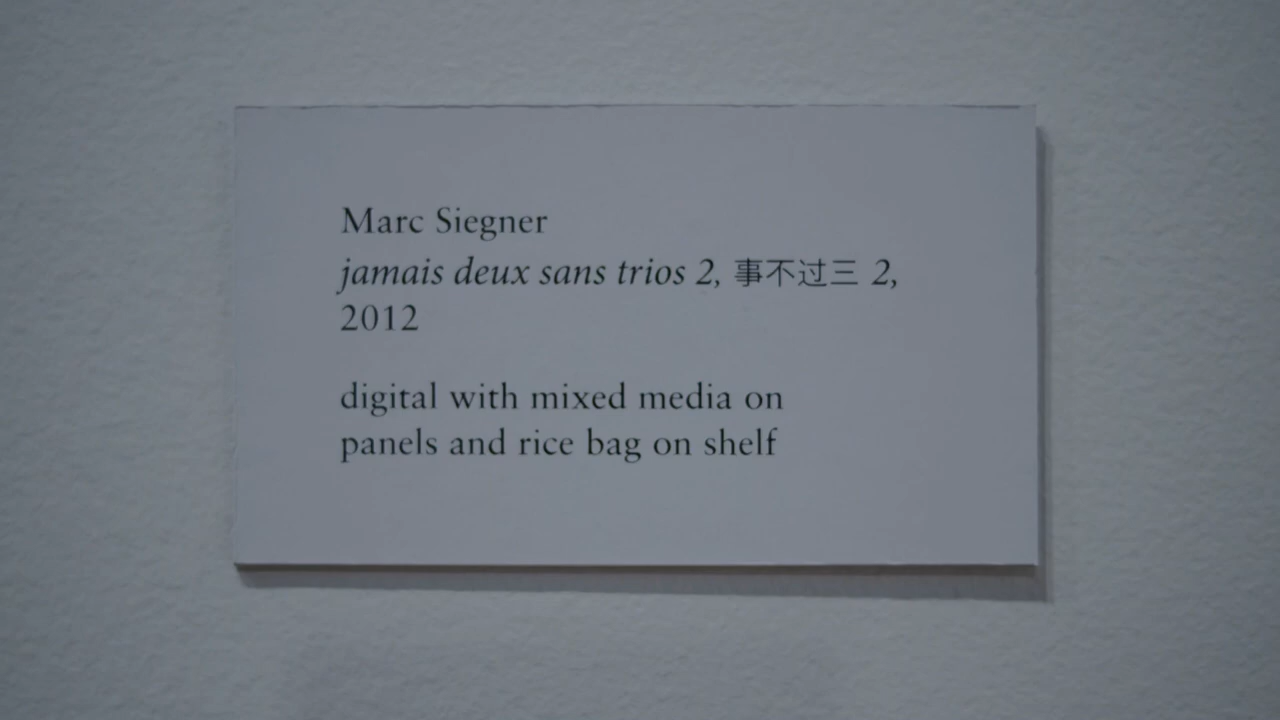 Marc Siegner
jamais deux sans trios 2, 事不过三 2,
2012
digital with mixed media on
panels and rice bag on shelf